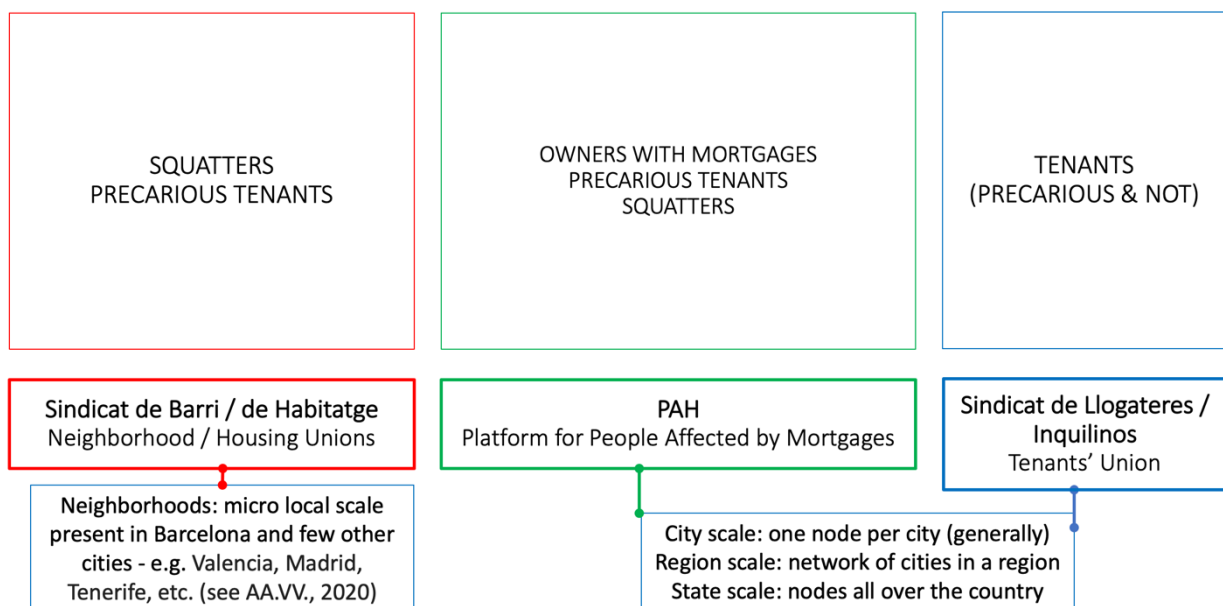 SQUATTERS
PRECARIOUS TENANTS
OWNERS WITH MORTGAGES
PRECARIOUS TENANTS
SQUATTERS
TENANTS
(PRECARIOUS & NOT)
Sindicat de Barri / de Habitatge
Neighborhood / Housing Unions
PAH
Platform for People Affected by Mortgages
Sindicat de Llogateres /
Inquilinos
Tenants’ Union
Neighborhoods: micro local scale
present in Barcelona and few other
cities - e.g. Valencia, Madrid,
Tenerife, etc. (see AA.VV., 2020)
City scale: one node per city (generally)
Region scale: network of cities in a region
State scale: nodes all over the country